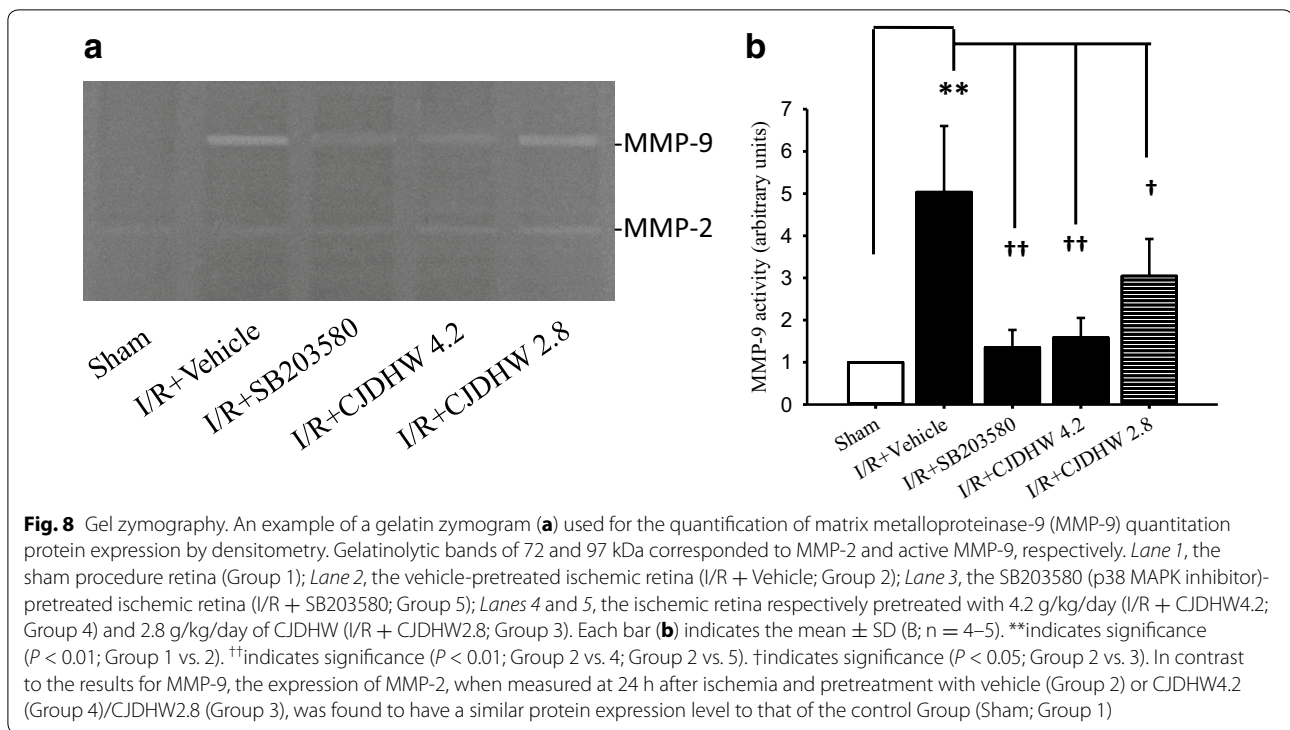 a
-MMP-9
-MMP-2
Sham
I/R+Vehicle
I/R+SB203580
I/R+CJDHW 4.2
I/R+CJDHW 2.8
b
MMP-9 activity (arbitrary units)
7
6
5
4
3
2
1
0
**
††
††
†
Sham
I/R+Vehicle
I/R+SB203580
I/R+CJDHW 4.2
I/R+CJDHW 2.8
Fig. 8 Gel zymography. An example of a gelatin zymogram (a) used for the quantification of matrix metalloproteinase-9 (MMP-9) quantitation
protein expression by densitometry. Gelatinolytic bands of 72 and 97 kDa corresponded to MMP-2 and active MMP-9, respectively. Lane 1, the
sham procedure retina (Group 1); Lane 2, the vehicle-pretreated ischemic retina (I/R + Vehicle; Group 2); Lane 3, the SB203580 (p38 MAPK inhibitor)-
pretreated ischemic retina (I/R + SB203580; Group 5); Lanes 4 and 5, the ischemic retina respectively pretreated with 4.2 g/kg/day (I/R + CJDHW4.2;
Group 4) and 2.8 g/kg/day of CJDHW (I/R + CJDHW2.8; Group 3). Each bar (b) indicates the mean ± SD (B; n = 4–5). **indicates significance
(P < 0.01; Group 1 vs. 2). ††indicates significance (P < 0.01; Group 2 vs. 4; Group 2 vs. 5). †indicates significance (P < 0.05; Group 2 vs. 3). In contrast
to the results for MMP-9, the expression of MMP-2, when measured at 24 h after ischemia and pretreatment with vehicle (Group 2) or CJDHW4.2
(Group 4)/CJDHW2.8 (Group 3), was found to have a similar protein expression level to that of the control Group (Sham; Group 1)